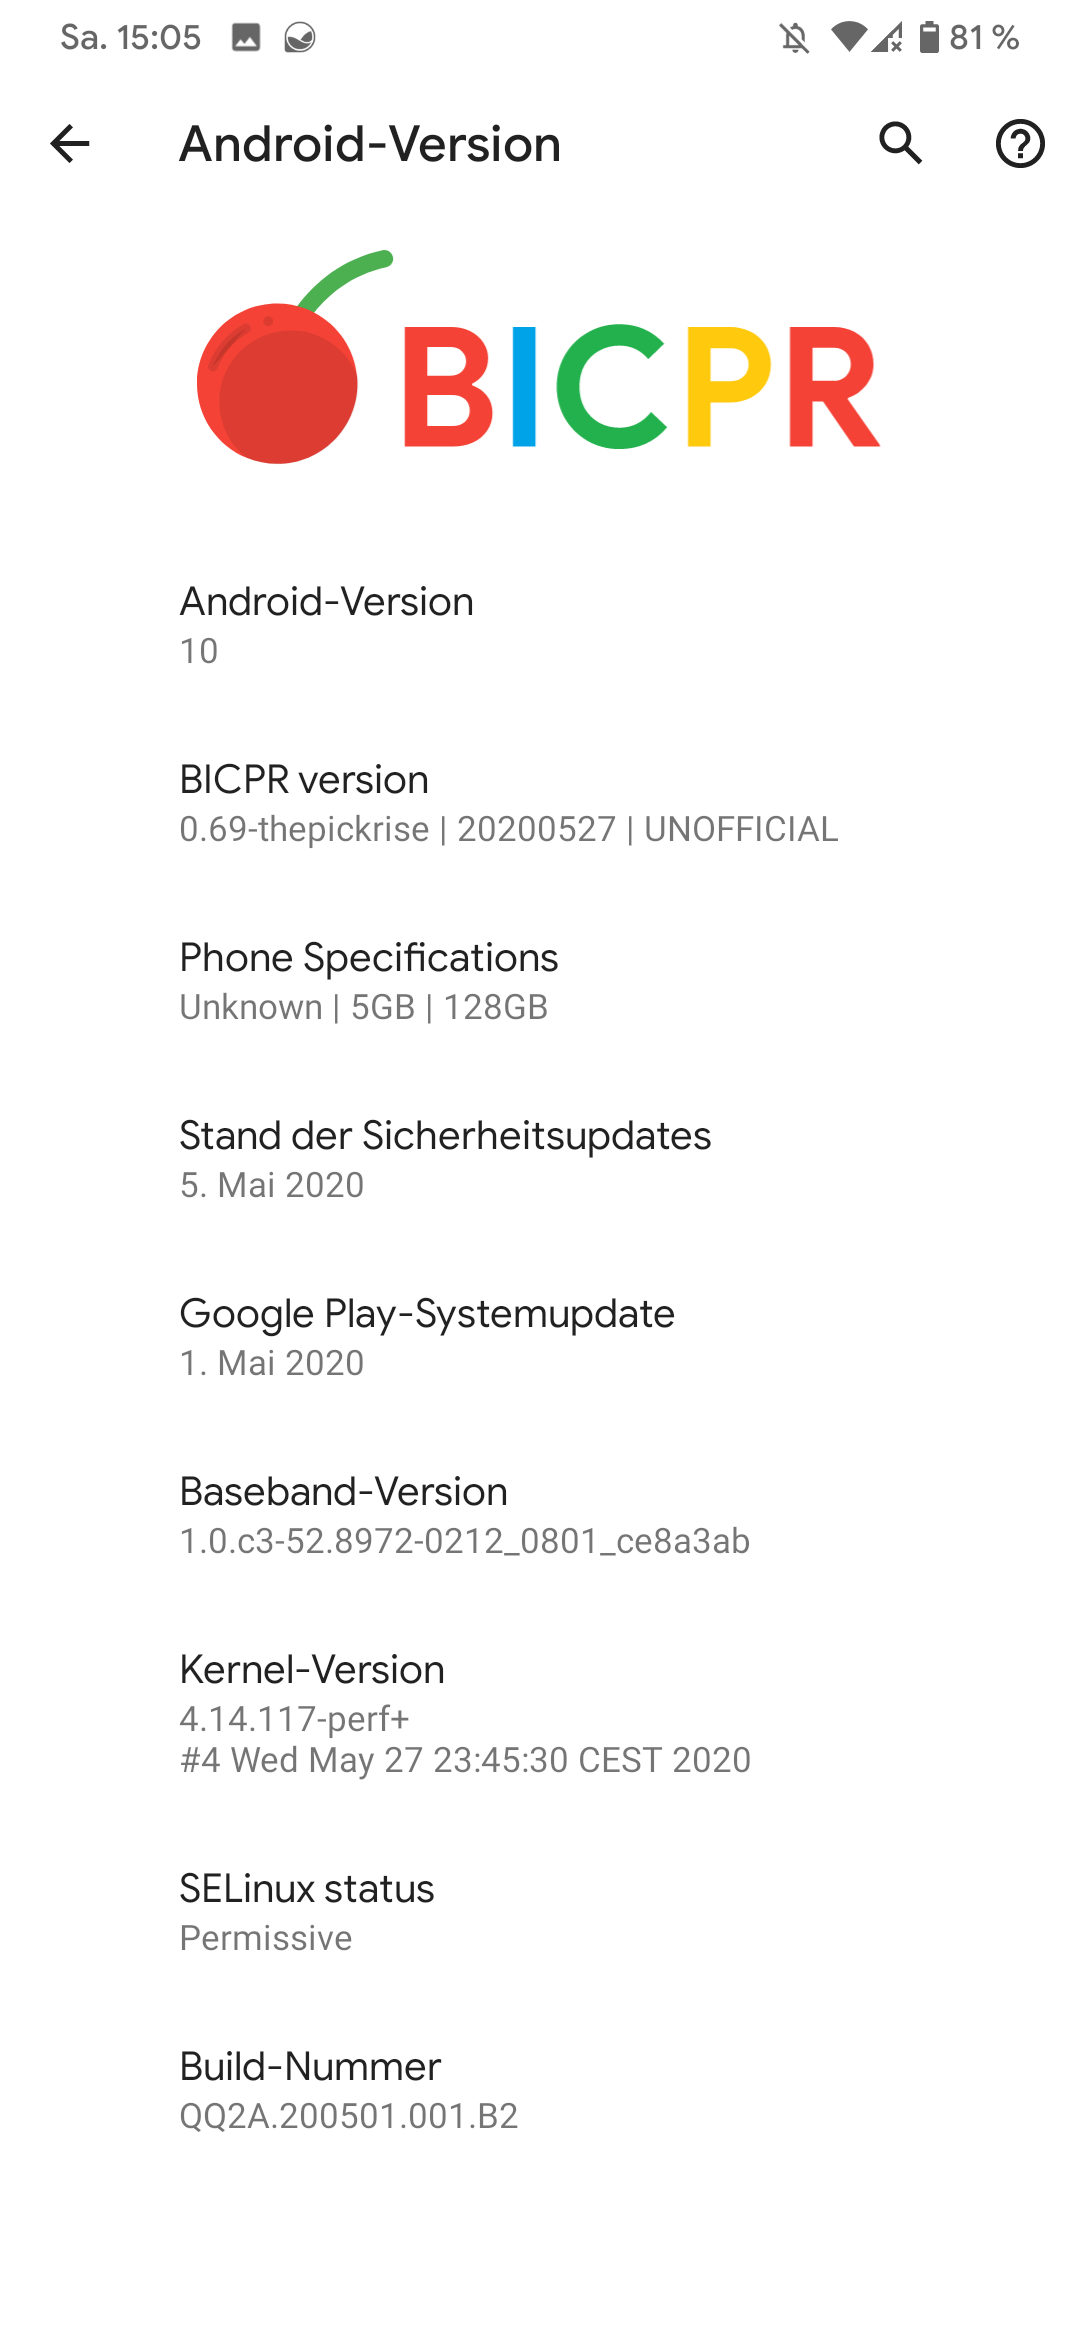 Sa. 15:05 81 %
Android-Version
BICPR
Android-Version
10
BICPR version
0.69-thepickrise | 20200527 | UNOFFICIAL
Phone Specifications
Unknown | 5GB | 128GB
Stand der Sicherheitsupdates
5. Mai 2020
Google Play-Systemupdate
1. Mai 2020
Baseband-Version
1.0.c3-52.8972-0212_0801_ce8a3ab
Kernel-Version
4.14.117-perf+
#4 Wed May 27 23:45:30 CEST 2020
SELinux status
Permissive
Build-Nummer
QQ2A.200501.001.B2